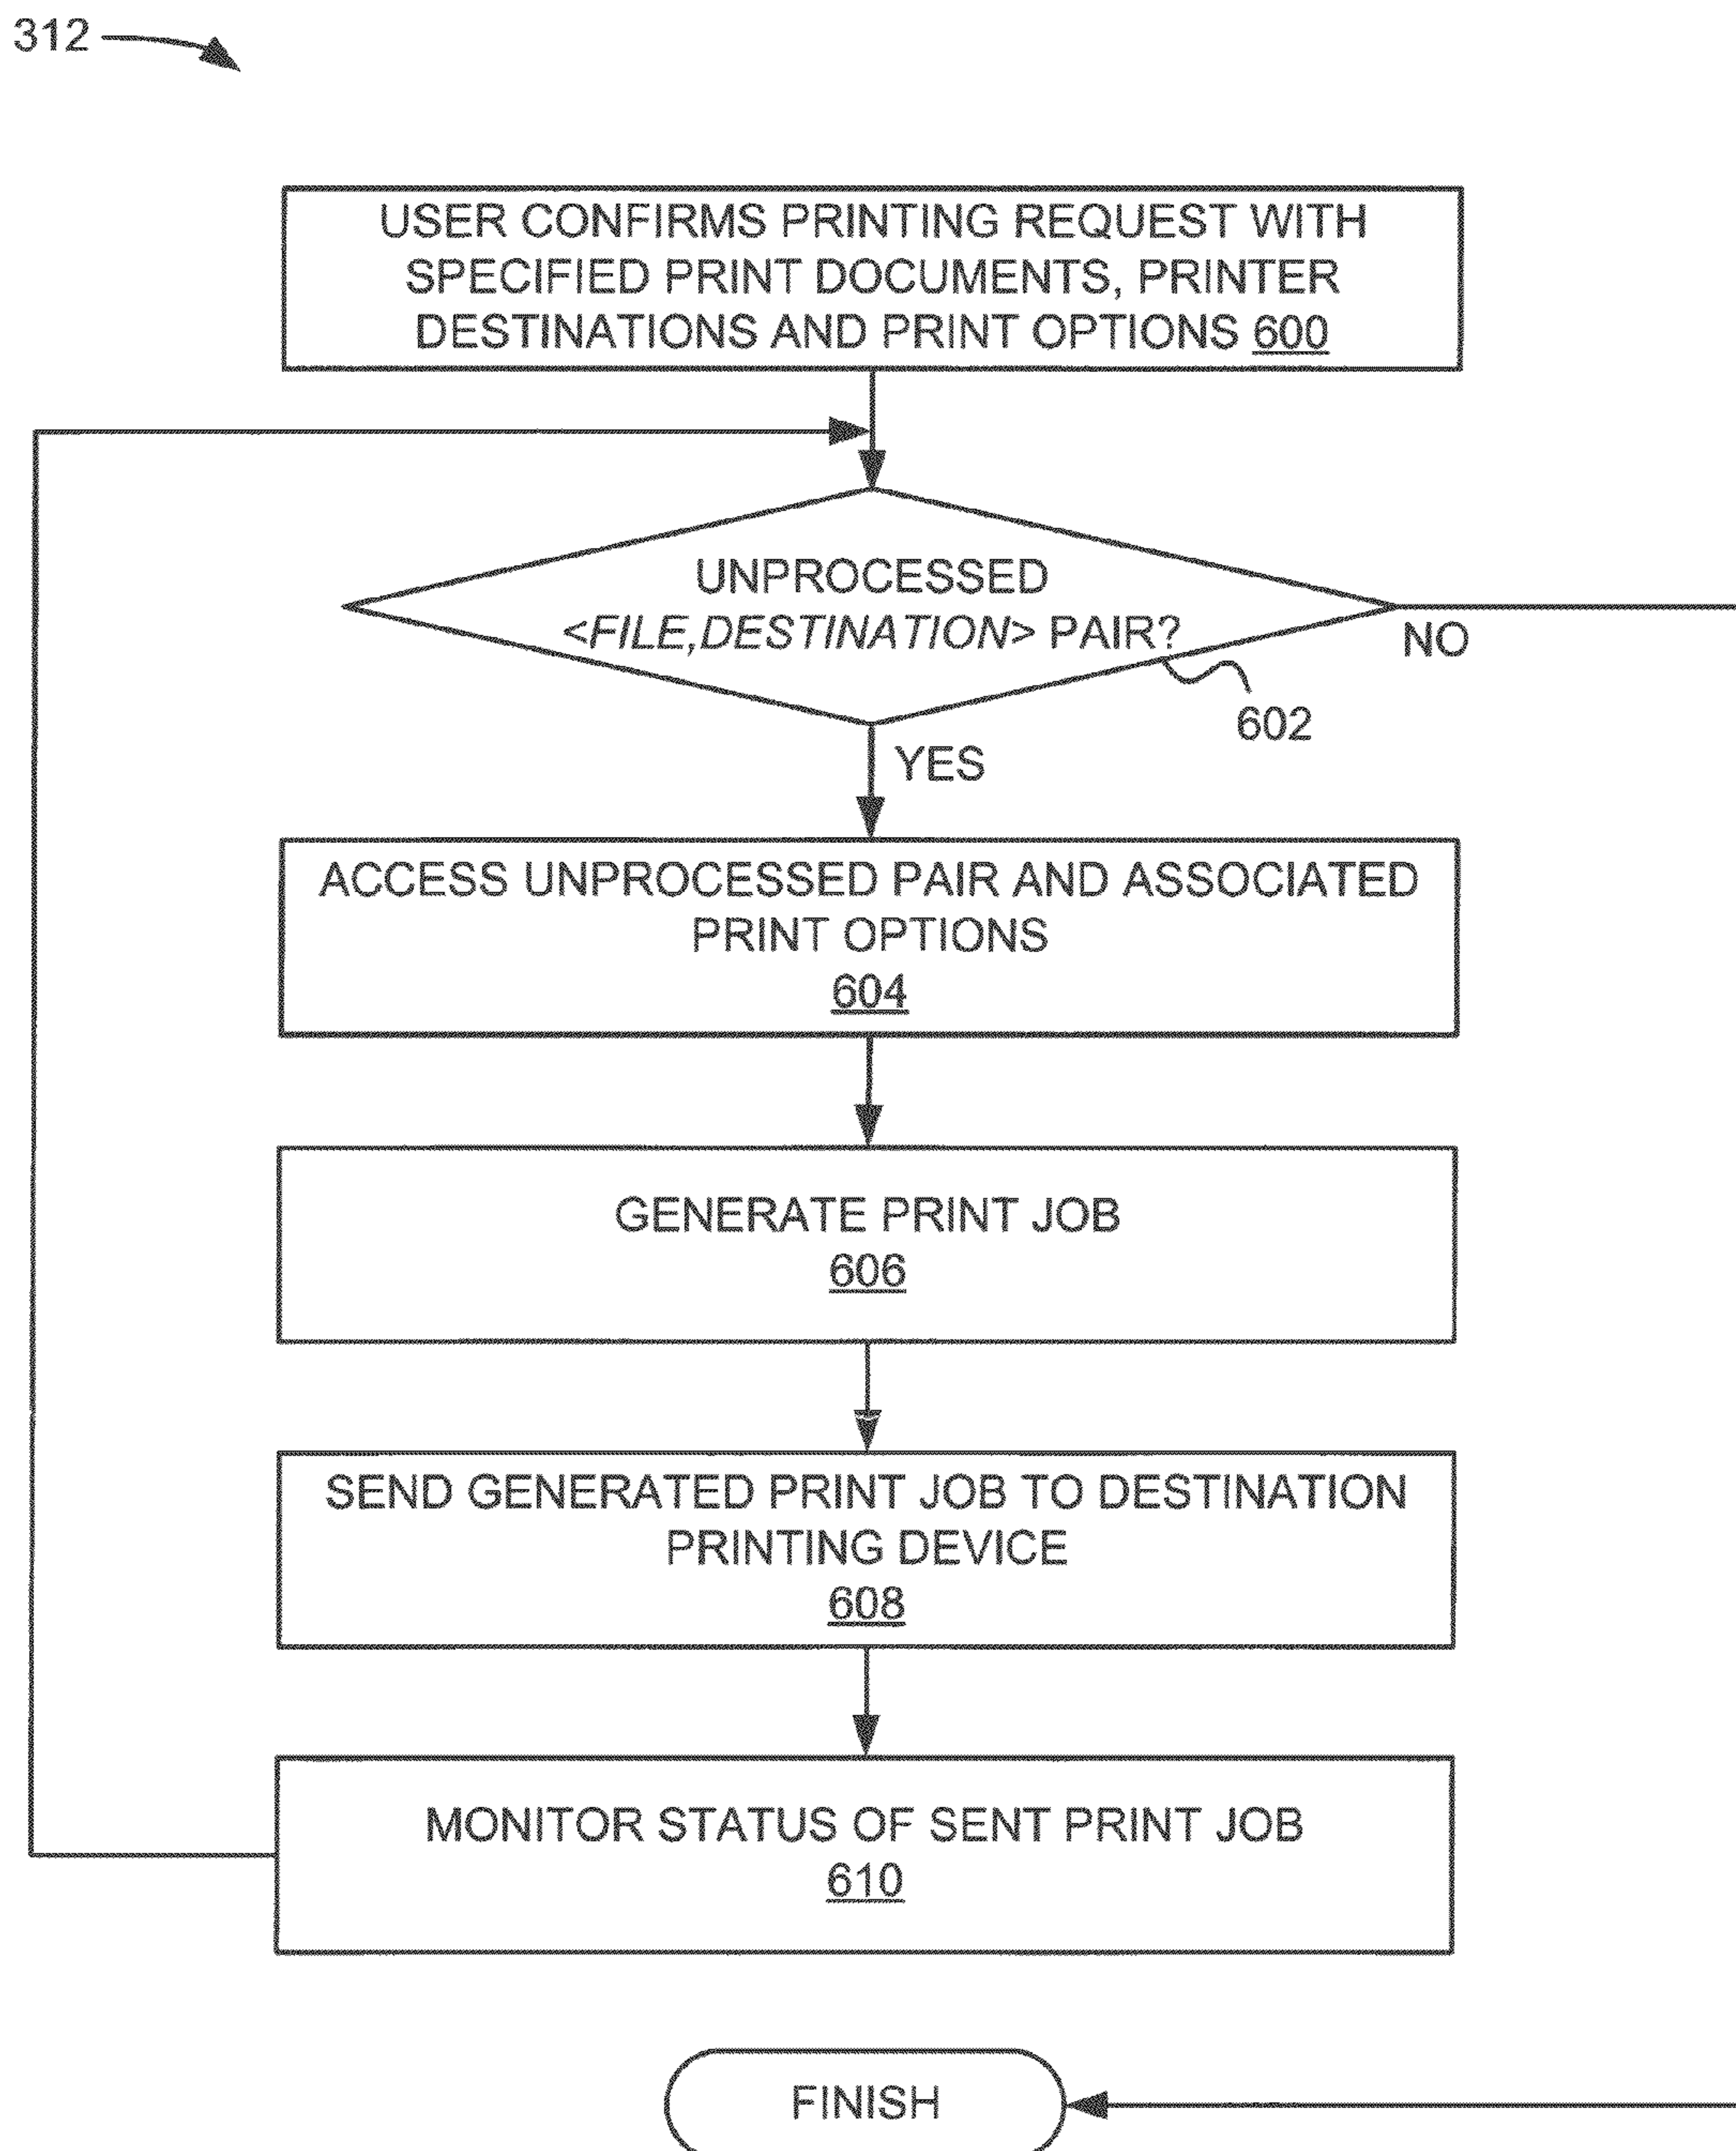 312
USER CONFIRMS PRINTING REQUEST WITH
SPECIFIED PRINT DOCUMENTS, PRINTER
DESTINATIONS AND PRINT OPTIONS 600
UNPROCESSED
<FILE,DESTINATION> PAIR?
NO
602
YES
ACCESS UNPROCESSED PAIR AND ASSOCIATED
PRINT OPTIONS
604
GENERATE PRINT JOB
606
SEND GENERATED PRINT JOB TO DESTINATION
PRINTING DEVICE
608
MONITOR STATUS OF SENT PRINT JOB
610
FINISH